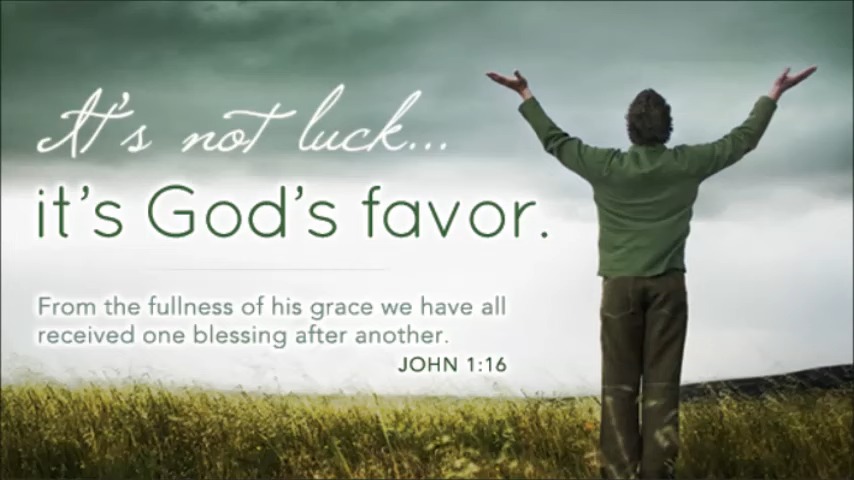 It's not luck...
it's God's favor.
From the fullness of his grace we have all
received one blessing after another.
JOHN 1:16